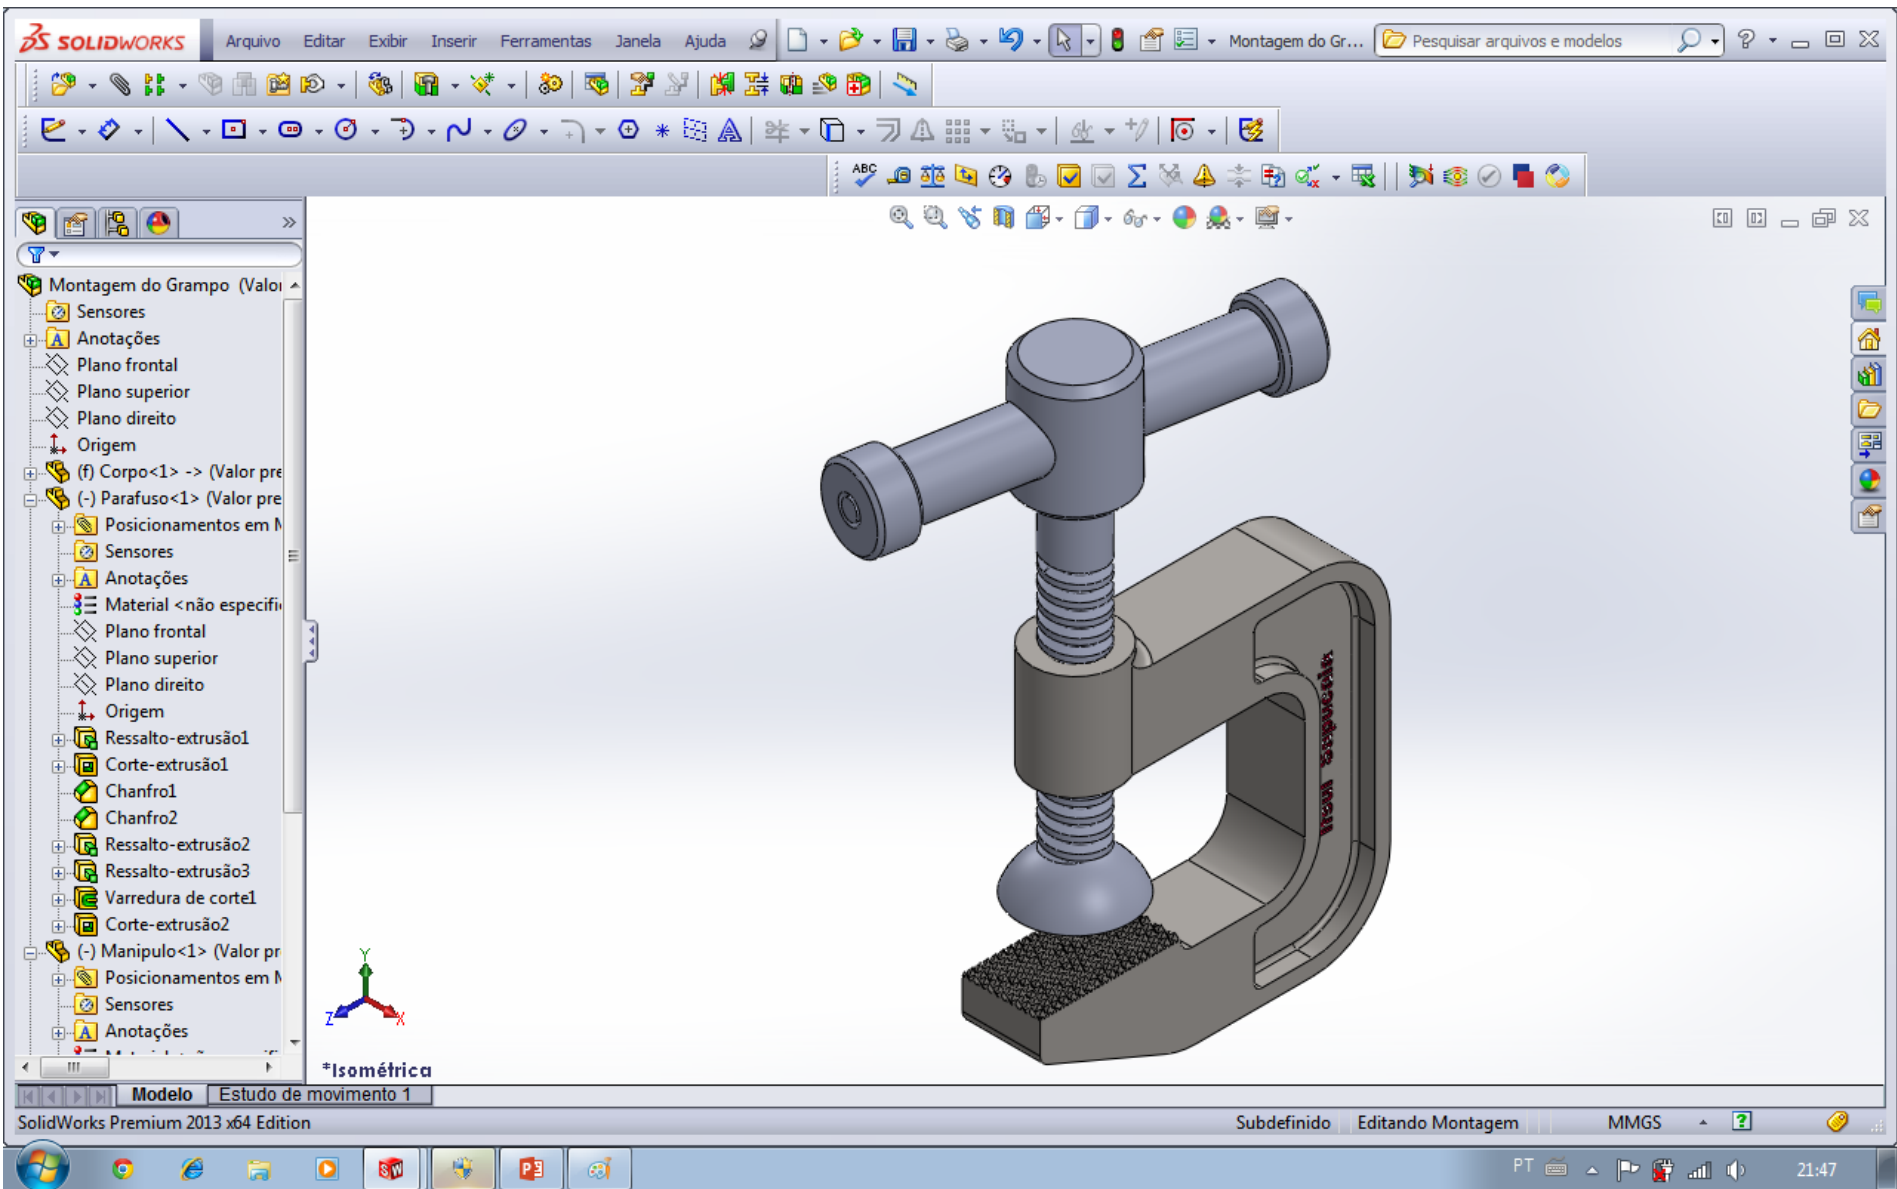 SOLIDWORKS Arquivo Editar Exibir Inserir Ferramentas Janela Ajuda Montagem do Gr... Pesquisar arquivos e modelos ?
ABC
Montagem do Grampo (Valor
Sensores
Anotações
Plano frontal
Plano superior
Plano direito
Origem
(f) Corpo<1> -> (Valor pre
(-) Parafuso<1> (Valor pre
Posicionamentos em M
Sensores
Anotações
Material <não especifi
Plano frontal
Plano superior
Plano direito
Origem
Ressalto-extrusão1
Corte-extrusão1
Chanfro1
Chanfro2
Ressalto-extrusão2
Ressalto-extrusão3
Varredura de corte1
Corte-extrusão2
(-) Manipulo<1> (Valor pr
Posicionamentos em M
Sensores
Anotações
Y
Z X
*Isométrica
Modelo Estudo de movimento 1
SolidWorks Premium 2013 x64 Edition Subdefinido Editando Montagem MMGS ?
PT 21:47